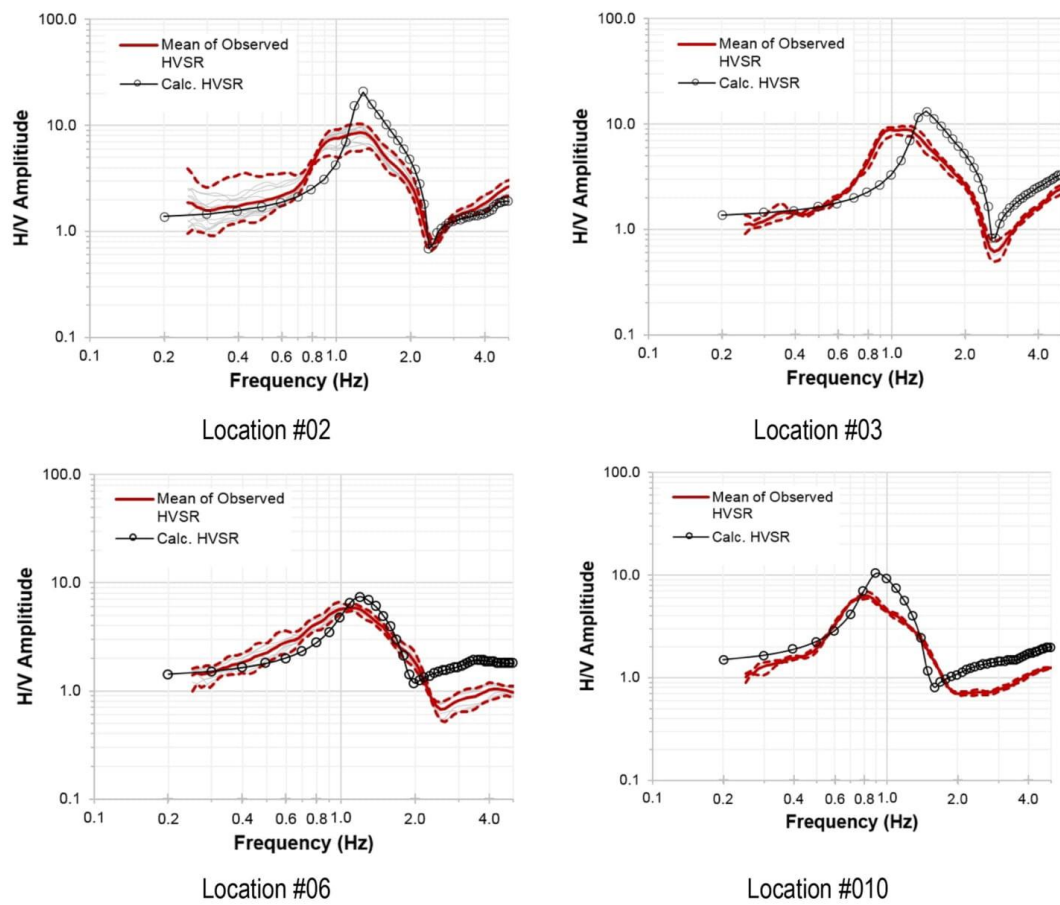 100.0
10.0
1.0
0.1
H/V Amplitiude
Mean of Observed
HVSR
Calc. HVSR
0.1 0.2 0.4 0.6 0.8 1.0 2.0 4.0
Frequency (Hz)
Location #02
100.0
10.0
1.0
0.1
H/V Amplitiude
Mean of Observed
HVSR
Calc. HVSR
0.1 0.2 0.4 0.6 0.8 1.0 2.0 4.0
Frequency (Hz)
Location #03
100.0
10.0
1.0
0.1
H/V Amplitiude
Mean of Observed
HVSR
Calc. HVSR
0.1 0.2 0.4 0.6 0.8 1.0 2.0 4.0
Frequency (Hz)
Location #06
100.0
10.0
1.0
0.1
H/V Amplitiude
Mean of Observed
HVSR
Calc. HVSR
0.1 0.2 0.4 0.6 0.8 1.0 2.0 4.0
Frequency (Hz)
Location #010